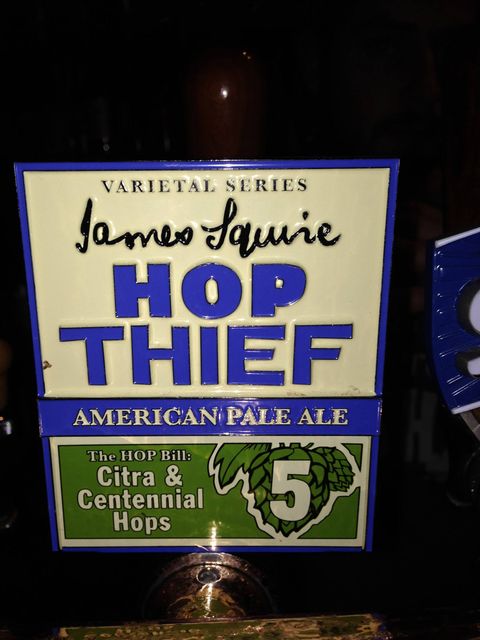 VARIETAL SERIES
James Squire
HOP
THIEF
AMERICAN PALE ALE
The HOP Bill:
Citra &
Centennial
Hops
5